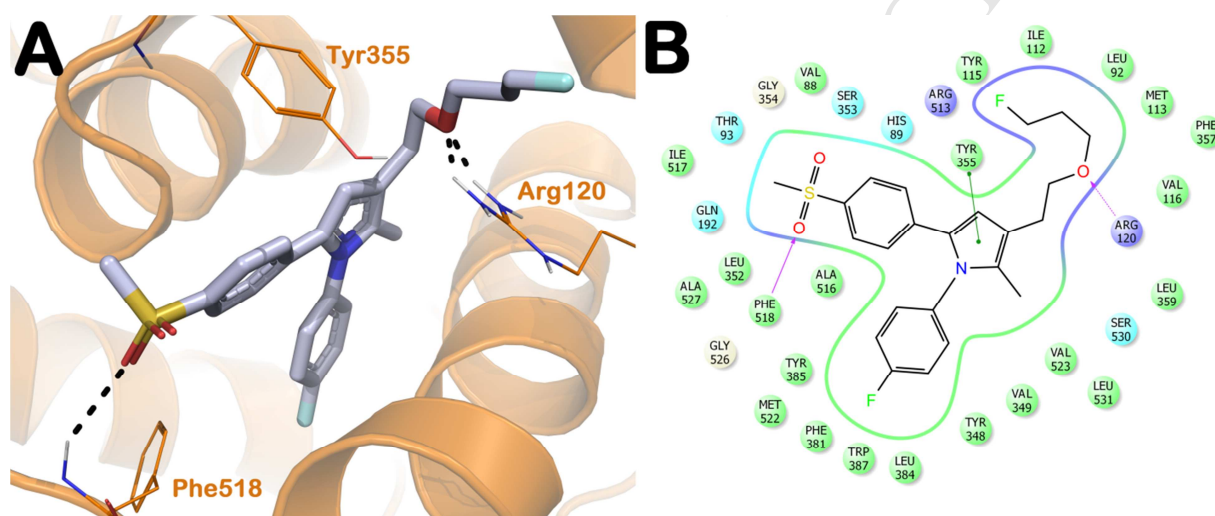 A
Tyr355
Arg120
Phe518
B
ILE
112
TYR
115
LEU
92
VAL
88
GLY
354
SER
353
ARG
513
MET
113
THR
93
HIS
89
F
PHE
357
ILE
517
TYR
355
O
S
O
O
VAL
116
GLN
192
ARG
120
LEU
352
ALA
516
N
ALA
527
PHE
518
LEU
359
SER
530
GLY
526
TYR
385
VAL
523
F
VAL
349
LEU
531
MET
522
PHE
381
TYR
348
TRP
387
LEU
384